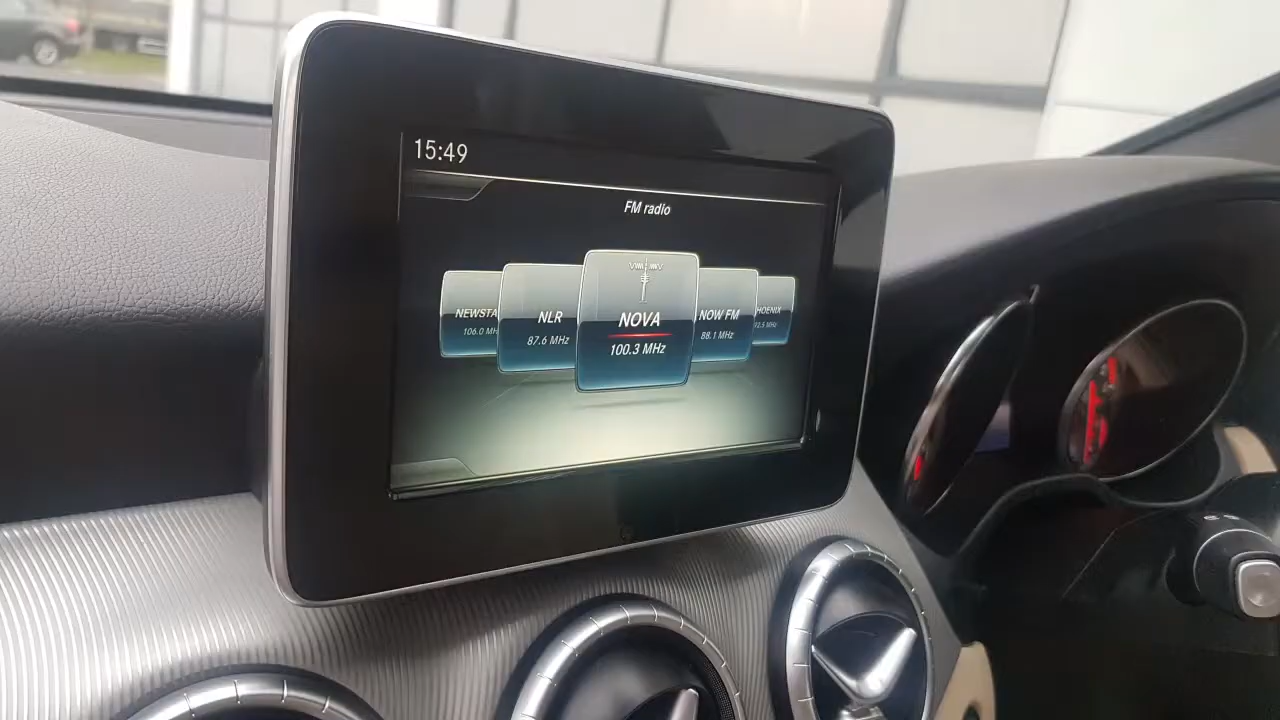 15:49
FM radio
NEWSTA
106.0 MH
NLR
87.6 MHz
NOVA
100.3 MHz
NOW FM
88.1 MHz
HOENIX